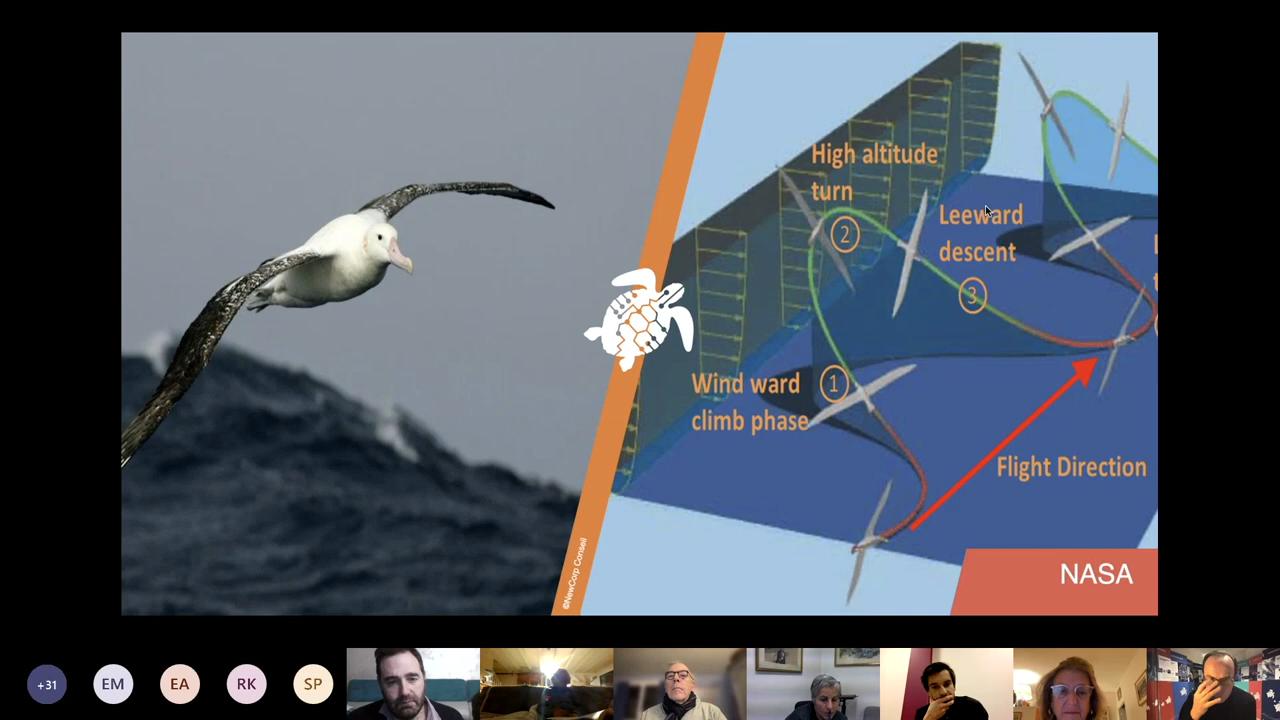 High altitude
turn
2
Leeward
descent
3
Wind ward
climb phase
1
Flight Direction
NASA
©NewCorp Conseil
+31
EM
EA
RK
SP